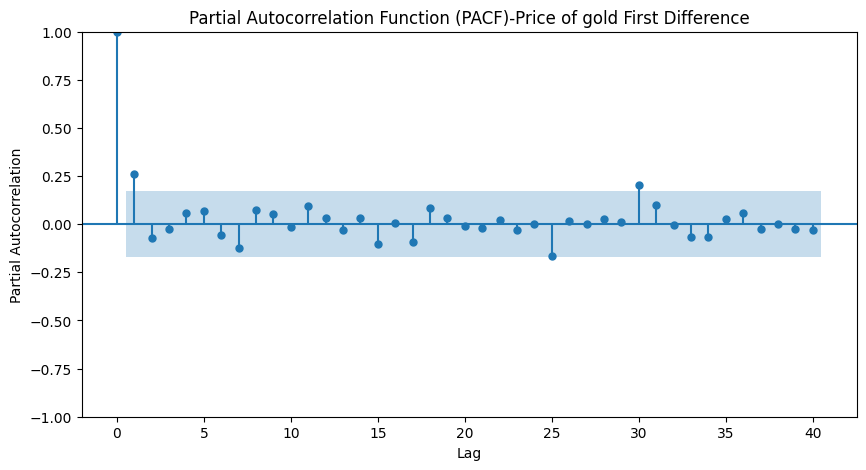 Partial Autocorrelation Function (PACF)-Price of gold First Difference
1.00
0.75
0.50
0.25
0.00
−0.25
−0.50
−0.75
−1.00
Partial Autocorrelation
0 5 10 15 20 25 30 35 40
Lag